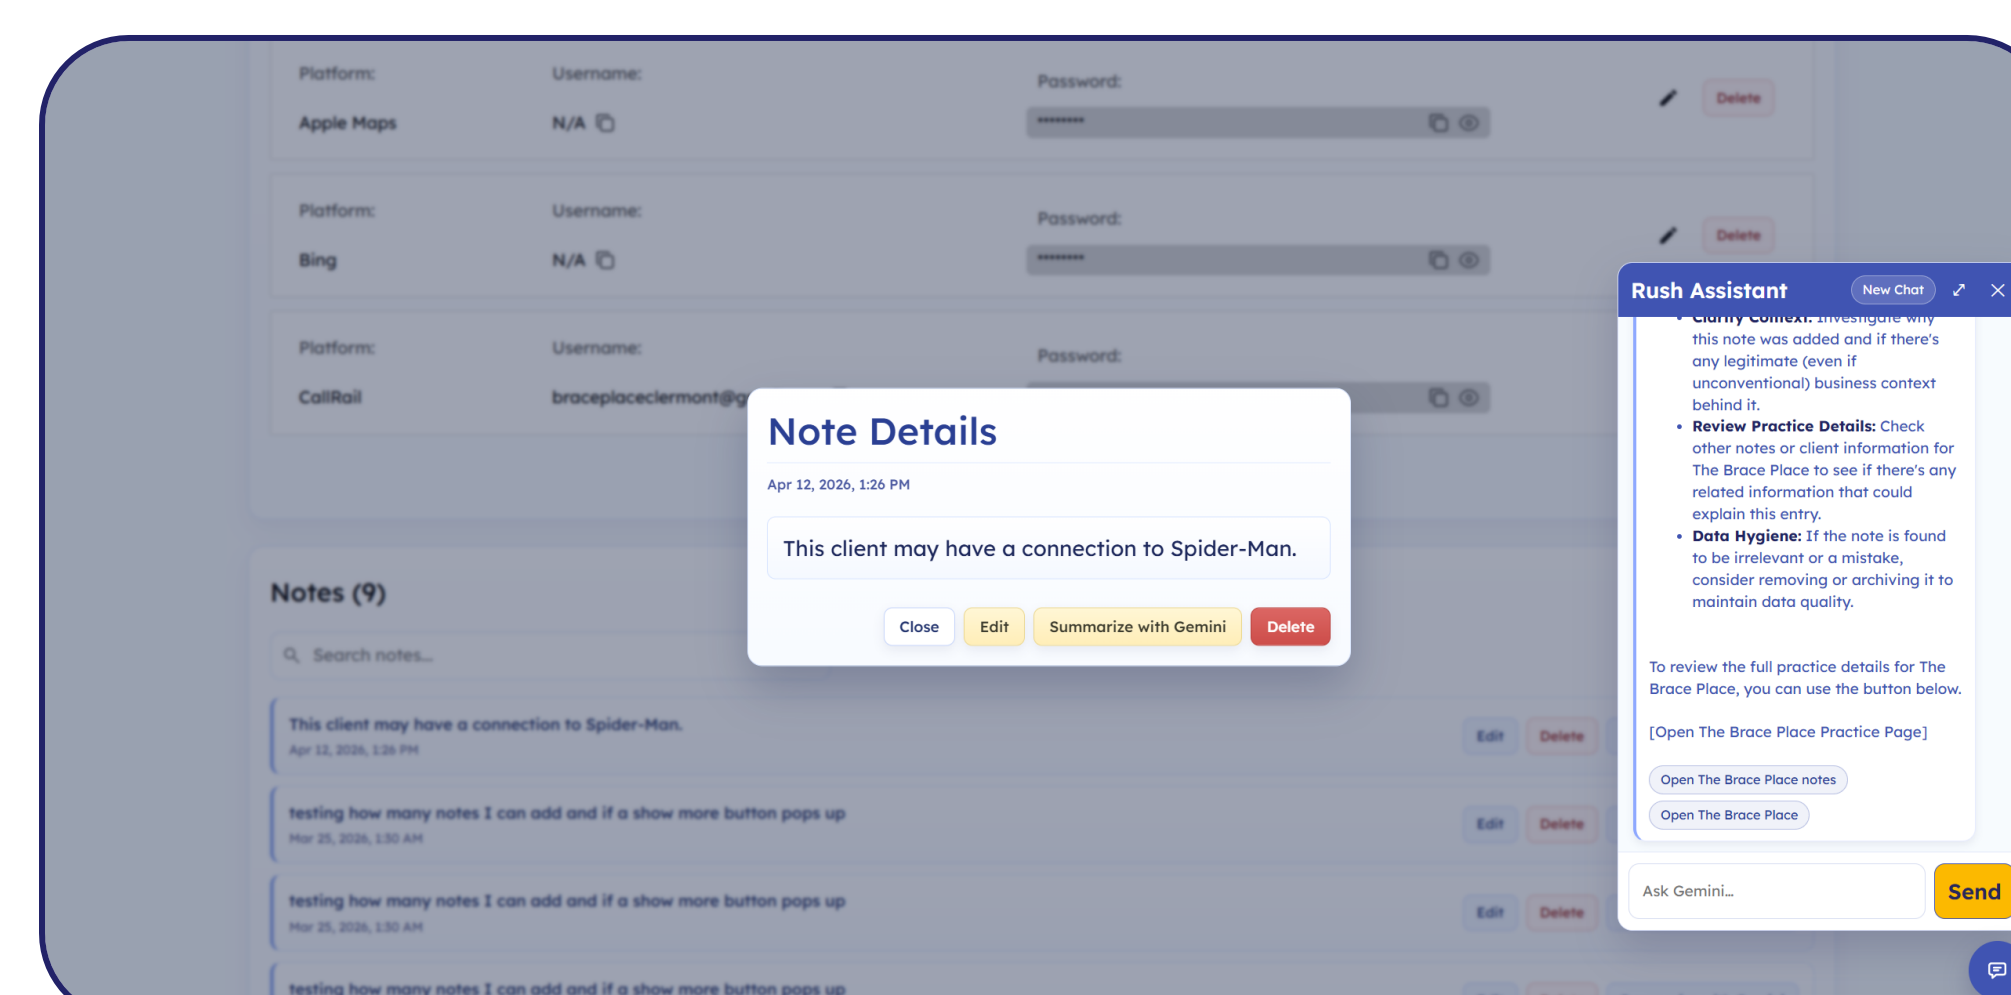 Platform:
Username:
Password:
Apple Maps
N/A
••••••••
Delete
Platform:
Username:
Password:
Bing
N/A
••••••••
Delete
Platform:
Username:
Password:
CallRail
braceplaceclermont@g
Note Details
Apr 12, 2026, 1:26 PM
This client may have a connection to Spider-Man.
Close
Edit
Summarize with Gemini
Delete
Notes (9)
Search notes...
This client may have a connection to Spider-Man.
Apr 12, 2026, 1:26 PM
Edit
Delete
testing how many notes I can add and if a show more button pops up
Mar 25, 2026, 1:30 AM
Edit
Delete
testing how many notes I can add and if a show more button pops up
Mar 25, 2026, 1:30 AM
Edit
Delete
testing how many notes I can add and if a show more button pops up
Rush Assistant
New Chat
• Clarify Context: Investigate why
this note was added and if there's
any legitimate (even if
unconventional) business context
behind it.
• Review Practice Details: Check
other notes or client information for
The Brace Place to see if there's any
related information that could
explain this entry.
• Data Hygiene: If the note is found
to be irrelevant or a mistake,
consider removing or archiving it to
maintain data quality.
To review the full practice details for The
Brace Place, you can use the button below.
[Open The Brace Place Practice Page]
Open The Brace Place notes
Open The Brace Place
Ask Gemini...
Send